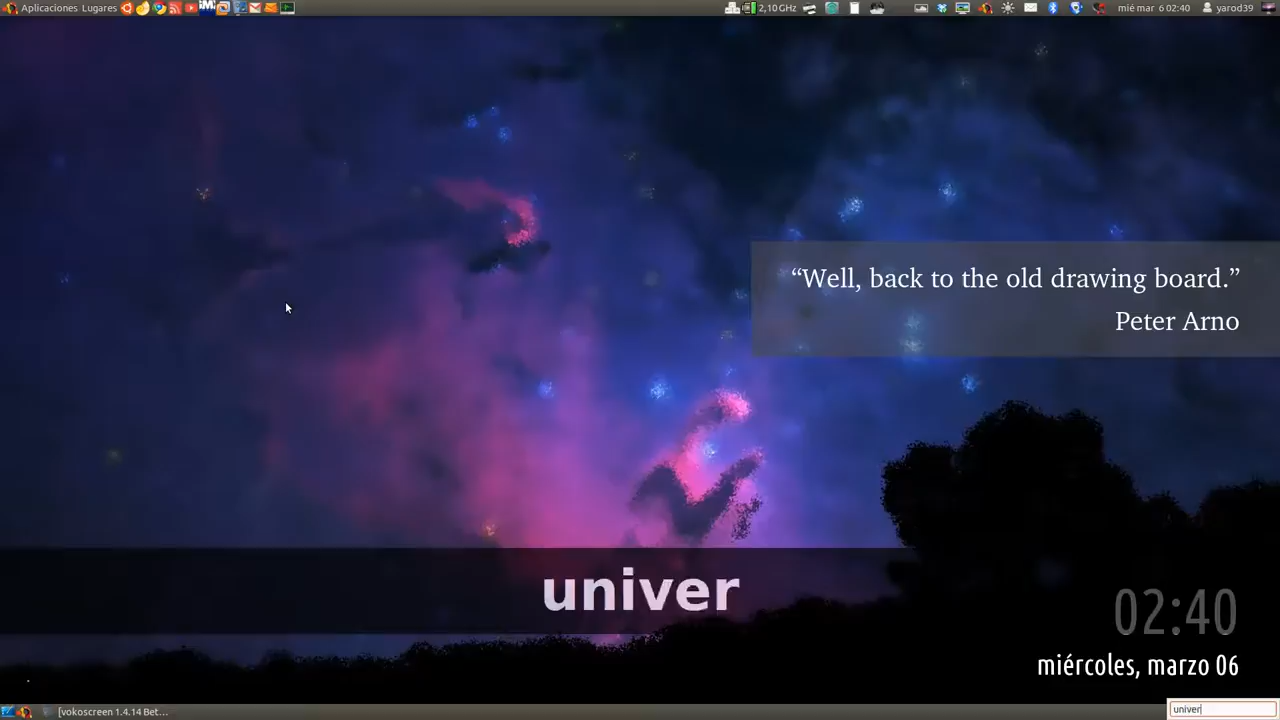 Aplicaciones Lugares
2,10 GHz
mié mar 6 02:40
yarod39
“Well, back to the old drawing board.”
Peter Arno
univer
02:40
miércoles, marzo 06
[vokoscreen 1.4.14 Bet...
univer